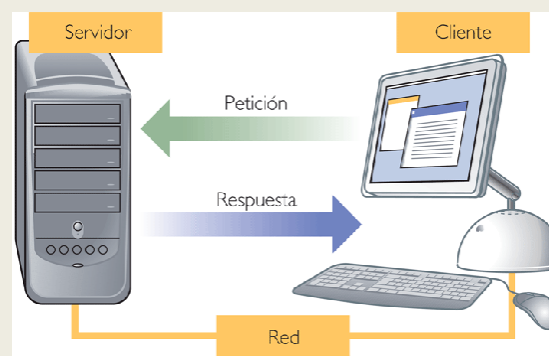 Servidor
Cliente
Petición
Respuesta
Red